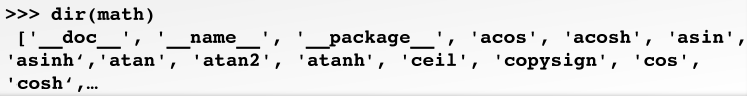 >>> dir(math)
['__doc__', '__name__', '__package__', 'acos', 'acosh', 'asin',
'asinh‘,'atan', 'atan2', 'atanh', 'ceil', 'copysign', 'cos',
'cosh‘,…